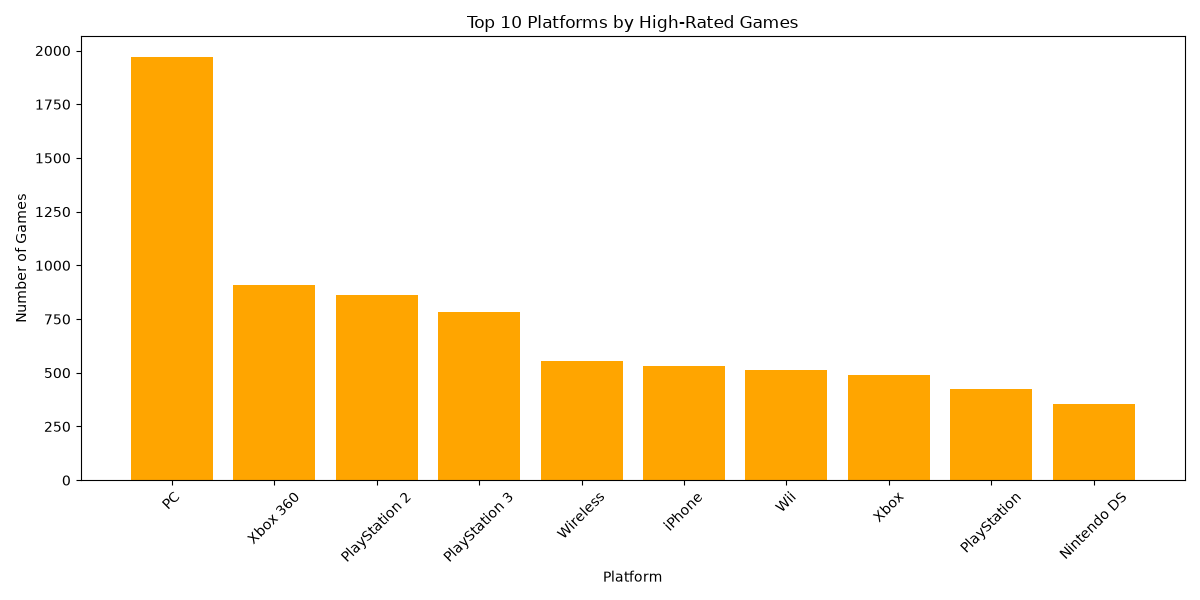 Top 10 Platforms by High-Rated Games
Number of Games
2000
1750
1500
1250
1000
750
500
250
0
PC
Xbox 360
PlayStation 2
PlayStation 3
Wireless
iPhone
Wii
Xbox
PlayStation
Nintendo DS
Platform